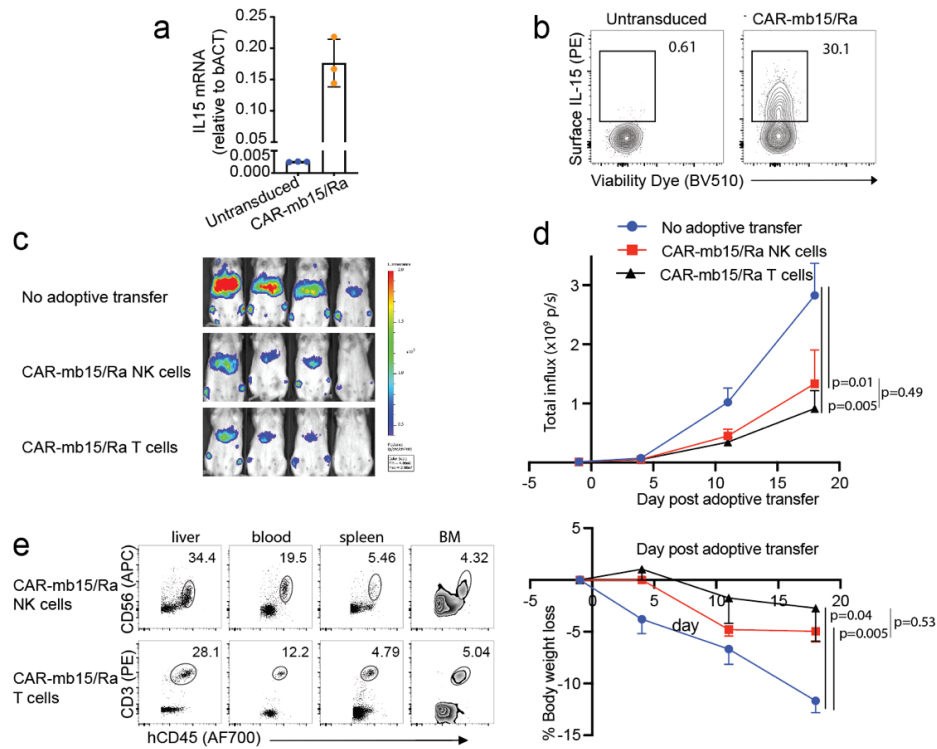 a
IL15 mRNA
(relative to bACT)
0.25
0.20
0.15
0.10
0.05
0.005
0.000
Untransduced
CAR-mb15/Ra
b
Untransduced
CAR-mb15/Ra
0.61
30.1
Surface IL-15 (PE)
Viability Dye (BV510)
c
No adoptive transfer
CAR-mb15/Ra NK cells
CAR-mb15/Ra T cells
d
No adoptive transfer
CAR-mb15/Ra NK cells
CAR-mb15/Ra T cells
Total influx (x10⁹ p/s)
3
2
1
p=0.01
p=0.005
p=0.49
-5
0
5
10
15
20
Day post adoptive transfer
Day post adoptive transfer
% Body weight loss
5
0
-5
-10
-15
-5
5
10
15
20
day
p=0.04
p=0.005
p=0.53
e
liver
blood
spleen
BM
CAR-mb15/Ra
NK cells
CD56 (APC)
34.4
19.5
5.46
4.32
CAR-mb15/Ra
T cells
CD3 (PE)
28.1
12.2
4.79
5.04
hCD45 (AF700)